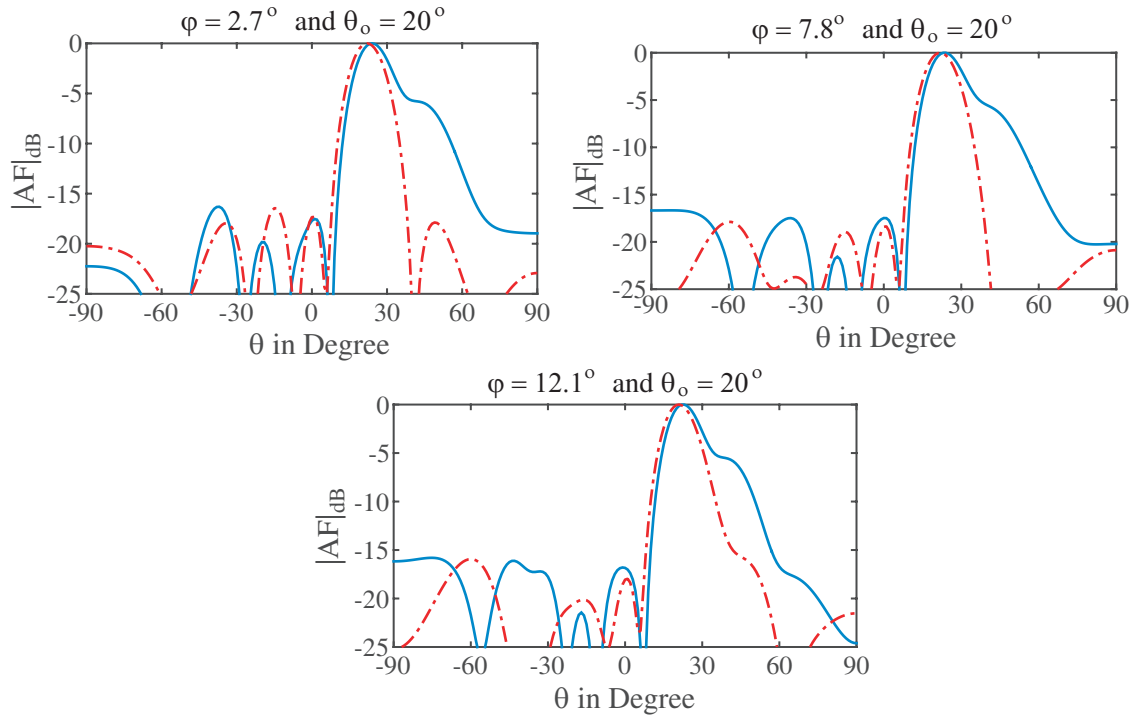 φ = 2.7° and θₒ = 20°
0
-5
-10
-15
-20
-25
|AF|dB
-90 -60 -30 0 30 60 90
θ in Degree
φ = 7.8° and θₒ = 20°
0
-5
-10
-15
-20
-25
|AF|dB
-90 -60 -30 0 30 60 90
θ in Degree
φ = 12.1° and θₒ = 20°
0
-5
-10
-15
-20
-25
|AF|dB
-90 -60 -30 0 30 60 90
θ in Degree